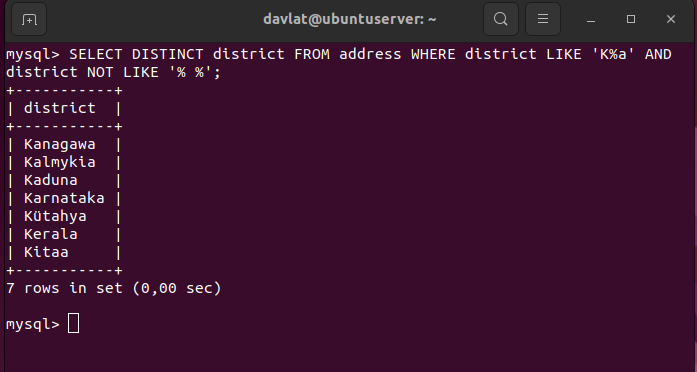 davlat@ubuntuserver: ~
mysql> SELECT DISTINCT district FROM address WHERE district LIKE 'K%a' AND
district NOT LIKE '% %';
+-----------+
| district  |
+-----------+
| Kanagawa  |
| Kalmykia  |
| Kaduna    |
| Karnataka |
| Kütahya   |
| Kerala    |
| Kitaa     |
+-----------+
7 rows in set (0,00 sec)
mysql>